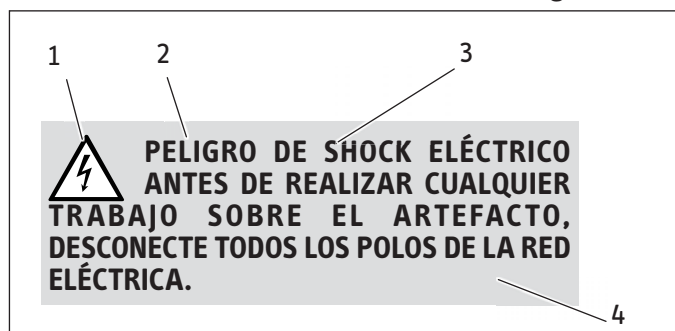 1 2 3
PELIGRO DE SHOCK ELÉCTRICO
ANTES DE REALIZAR CUALQUIER
TRABAJO SOBRE EL ARTEFACTO,
DESCONECTE TODOS LOS POLOS DE LA RED
ELÉCTRICA.
4